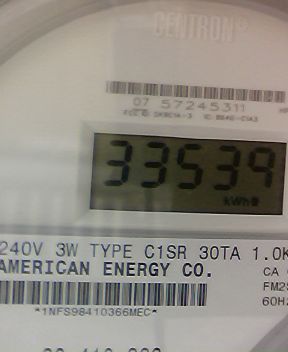 CENTRON®
07 57245311
33539
kWh
240V 3W TYPE C1SR 30TA 1.0K
AMERICAN ENERGY CO.
CA
FM2S
60HZ
*1NFS98410366MEC*